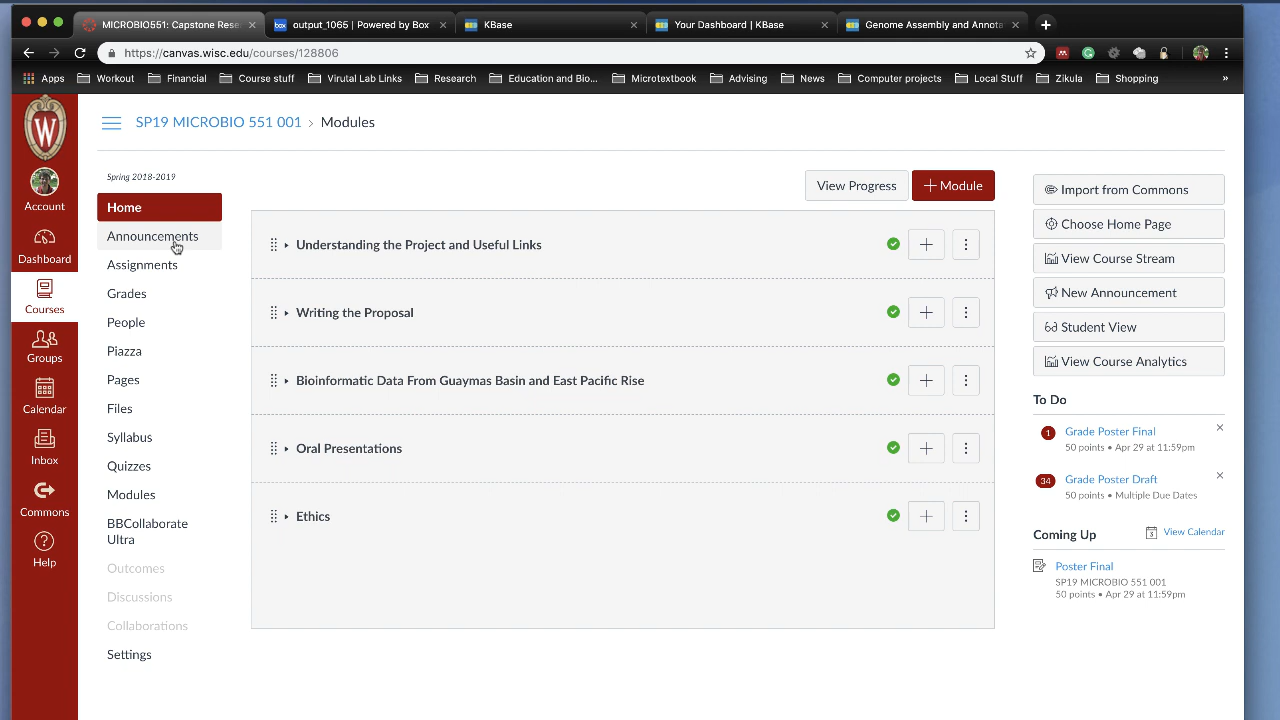 MICROBIO551: Capstone Rese
output_1065 | Powered by Box
KBase
Your Dashboard | KBase
Genome Assembly and Annota
https://canvas.wisc.edu/courses/128806
Apps
Workout
Financial
Course stuff
Virutal Lab Links
Research
Education and Bio...
Microtextbook
Advising
News
Computer projects
Local Stuff
Zikula
Shopping
»
W
Account
Dashboard
Courses
Groups
Calendar
Inbox
Commons
Help
SP19 MICROBIO 551 001 > Modules
Spring 2018-2019
Home
Announcements
Assignments
Grades
People
Piazza
Pages
Files
Syllabus
Quizzes
Modules
BBCollaborate
Ultra
Outcomes
Discussions
Collaborations
Settings
View Progress
+ Module
Understanding the Project and Useful Links
Writing the Proposal
Bioinformatic Data From Guaymas Basin and East Pacific Rise
Oral Presentations
Ethics
Import from Commons
Choose Home Page
View Course Stream
New Announcement
Student View
View Course Analytics
To Do
1
Grade Poster Final
50 points • Apr 29 at 11:59pm
34
Grade Poster Draft
50 points • Multiple Due Dates
Coming Up
View Calendar
Poster Final
SP19 MICROBIO 551 001
50 points • Apr 29 at 11:59pm